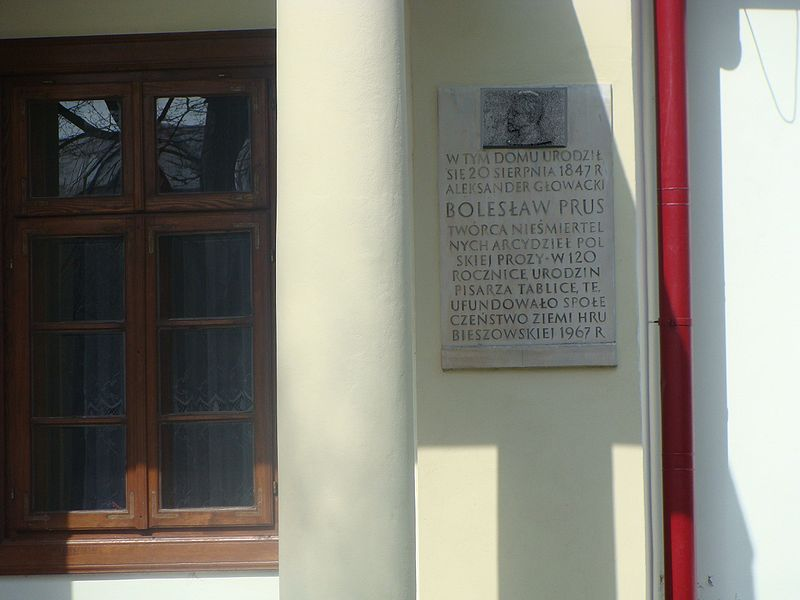 W TYM DOMU URODZIŁ
SIĘ 20 SIERPNIA 1847 R
ALEKSANDER GŁOWACKI
BOLESŁAW PRUS
TWÓRCA NIEŚMIERTEL
NYCH ARCYDZIEŁ POL
SKIEJ PROZY · W 120
ROCZNICĘ URODZIN
PISARZA TABLICĘ TĘ
UFUNDOWAŁO SPOŁE
CZEŃSTWO ZIEMI HRU
BIESZOWSKIEJ 1967 R